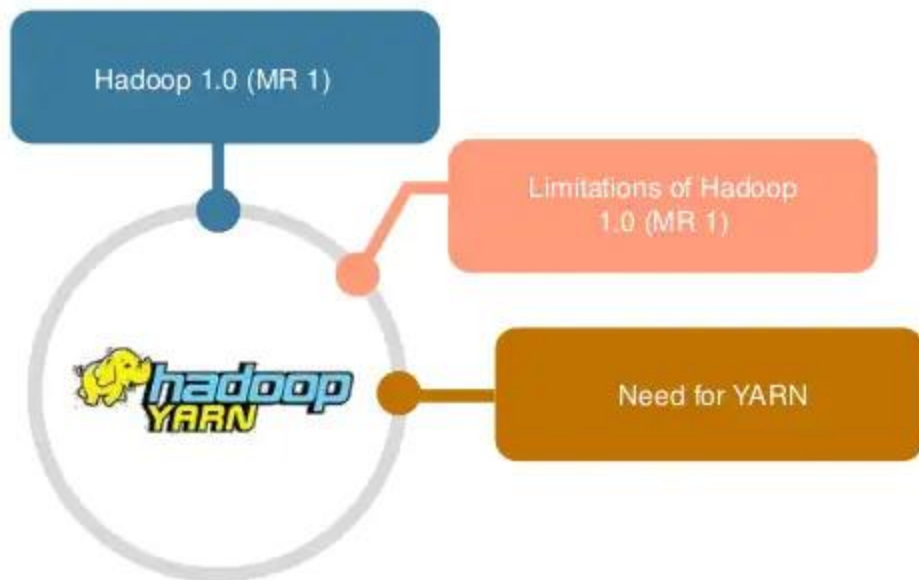 Hadoop 1.0 (MR 1)
Limitations of Hadoop
1.0 (MR 1)
hadoop
YARN
Need for YARN